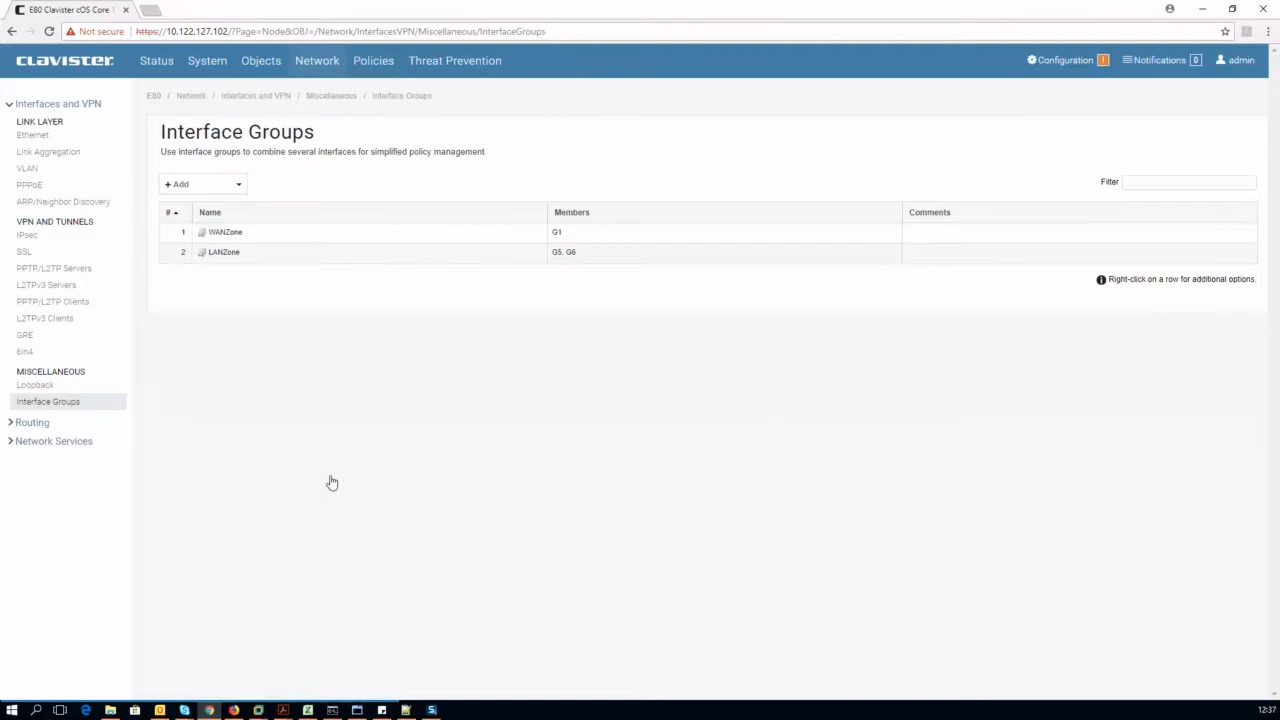 E80 Clavister cOS Core
Not secure
https://10.122.127.102/?Page=Node&OBJ=/Network/InterfacesVPN/Miscellaneous/InterfaceGroups
CLAVISTER
Status
System
Objects
Network
Policies
Threat Prevention
Configuration !
Notifications 0
admin
Interfaces and VPN
LINK LAYER
Ethernet
Link Aggregation
VLAN
PPPoE
ARP/Neighbor Discovery
VPN AND TUNNELS
IPsec
SSL
PPTP/L2TP Servers
L2TPv3 Servers
PPTP/L2TP Clients
L2TPv3 Clients
GRE
6in4
MISCELLANEOUS
Loopback
Interface Groups
Routing
Network Services
E80 / Network / Interfaces and VPN / Miscellaneous / Interface Groups
Interface Groups
Use interface groups to combine several interfaces for simplified policy management.
+ Add
Filter
# Name Members Comments
1 WANZone G1
2 LANZone G5, G6
Right-click on a row for additional options.
12:37